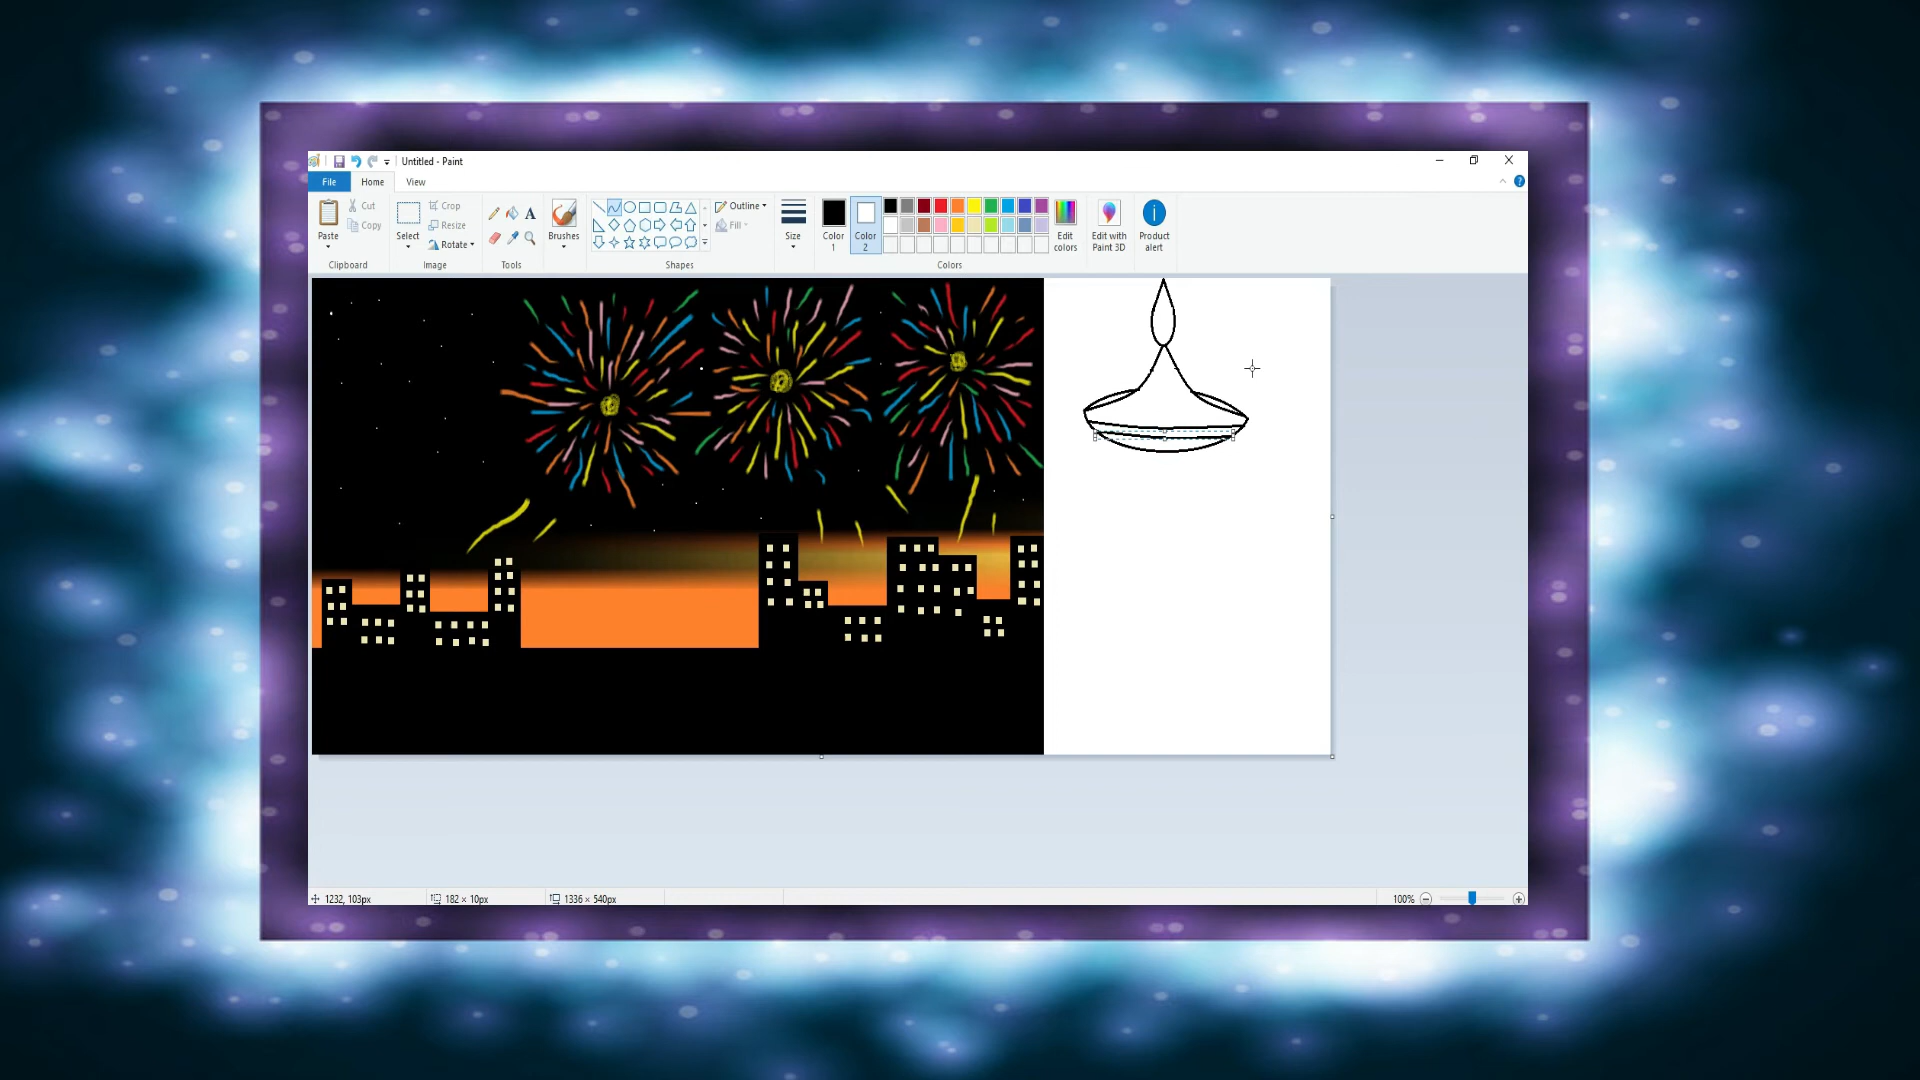 Untitled - Paint
File Home View
Paste
Cut
Copy
Clipboard
Select
Crop
Resize
Rotate
Image
A
Tools
Brushes
Outline
Fill
Shapes
Size
Color 1
Color 2
Colors
Edit colors
Edit with Paint 3D
Product alert
1232, 103px
182 × 10px
1336 × 540px
100%